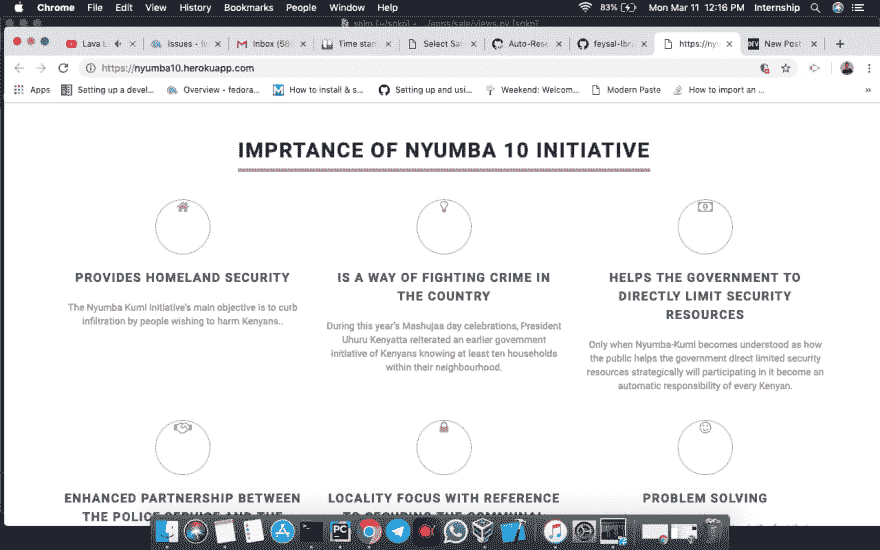 Chrome File Edit View History Bookmarks People Window Help 83% Mon Mar 11 12:16 PM Internship
Lava L Issues - f Inbox (58 Time stan Select Sa Auto-Res feysal-Ibr https://nyu DEV New Post
https://nyumba10.herokuapp.com
Apps Setting up a devel... Overview - fedora... How to install & s... Setting up and usi... Weekend: Welcom... Modern Paste How to import an ... »
IMPRTANCE OF NYUMBA 10 INITIATIVE
PROVIDES HOMELAND SECURITY
The Nyumba Kumi Initiative's main objective is to curb
infiltration by people wishing to harm Kenyans..
IS A WAY OF FIGHTING CRIME IN
THE COUNTRY
During this year's Mashujaa day celebrations, President
Uhuru Kenyatta reiterated an earlier government
initiative of Kenyans knowing at least ten households
within their neighbourhood.
HELPS THE GOVERNMENT TO
DIRECTLY LIMIT SECURITY
RESOURCES
Only when Nyumba-Kumi becomes understood as how
the public helps the government direct limited security
resources strategically will participating in it become an
automatic responsibility of every Kenyan.
ENHANCED PARTNERSHIP BETWEEN
THE POLICE SERVICE AND THE
LOCALITY FOCUS WITH REFERENCE
TO SECURING THE COMMUNAL
PROBLEM SOLVING
PC